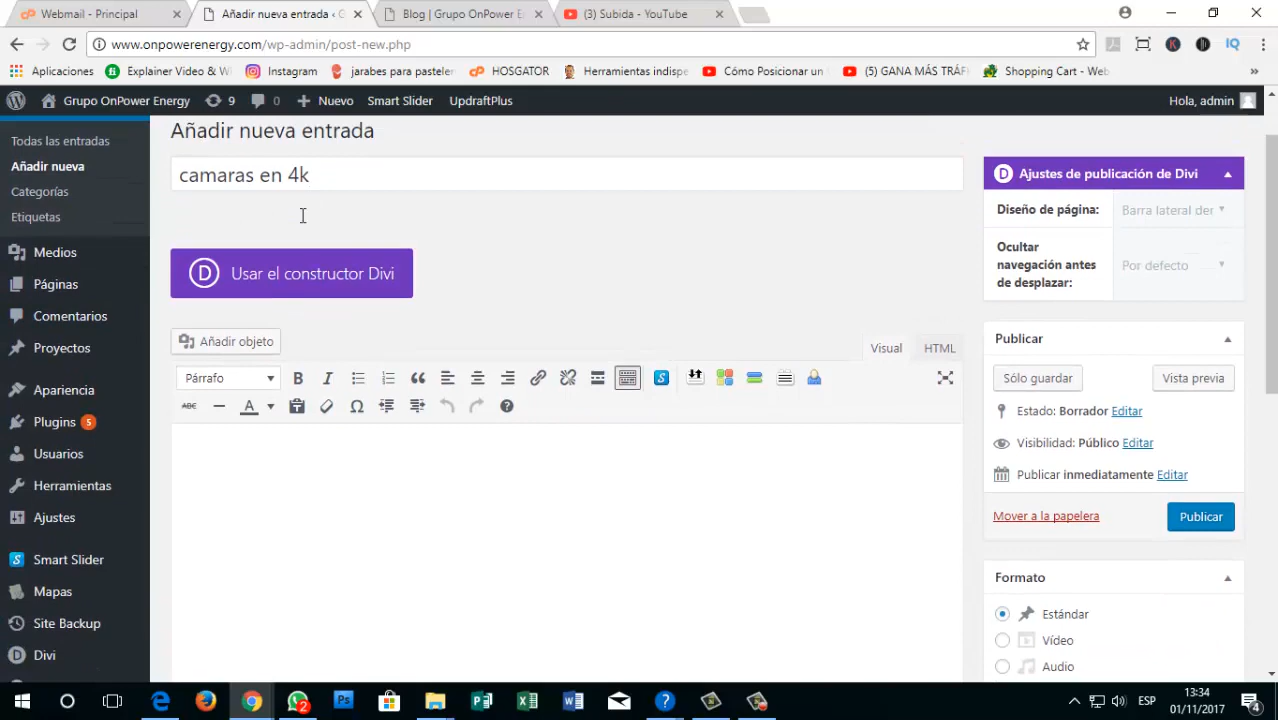 Webmail - Principal
Añadir nueva entrada ‹ G
Blog | Grupo OnPower E
(3) Subida - YouTube
www.onpowerenergy.com/wp-admin/post-new.php
Aplicaciones
Explainer Video & W
Instagram
jarabes para pasteler
HOSGATOR
Herramientas indispe
Cómo Posicionar un
(5) GANA MÁS TRÁF
Shopping Cart - Web
Grupo OnPower Energy
9
0
Nuevo
Smart Slider
UpdraftPlus
Hola, admin
Todas las entradas
Añadir nueva
Categorías
Etiquetas
Medios
Páginas
Comentarios
Proyectos
Apariencia
Plugins 5
Usuarios
Herramientas
Ajustes
Smart Slider
Mapas
Site Backup
Divi
Añadir nueva entrada
camaras en 4k
D Usar el constructor Divi
Añadir objeto
Visual
HTML
Párrafo
B I
ABC
A
Ajustes de publicación de Divi
Diseño de página:
Barra lateral der
Ocultar
navegación antes
de desplazar:
Por defecto
Publicar
Sólo guardar
Vista previa
Estado: Borrador Editar
Visibilidad: Público Editar
Publicar inmediatamente Editar
Mover a la papelera
Publicar
Formato
Estándar
Vídeo
Audio
2
ESP
13:34
01/11/2017
4